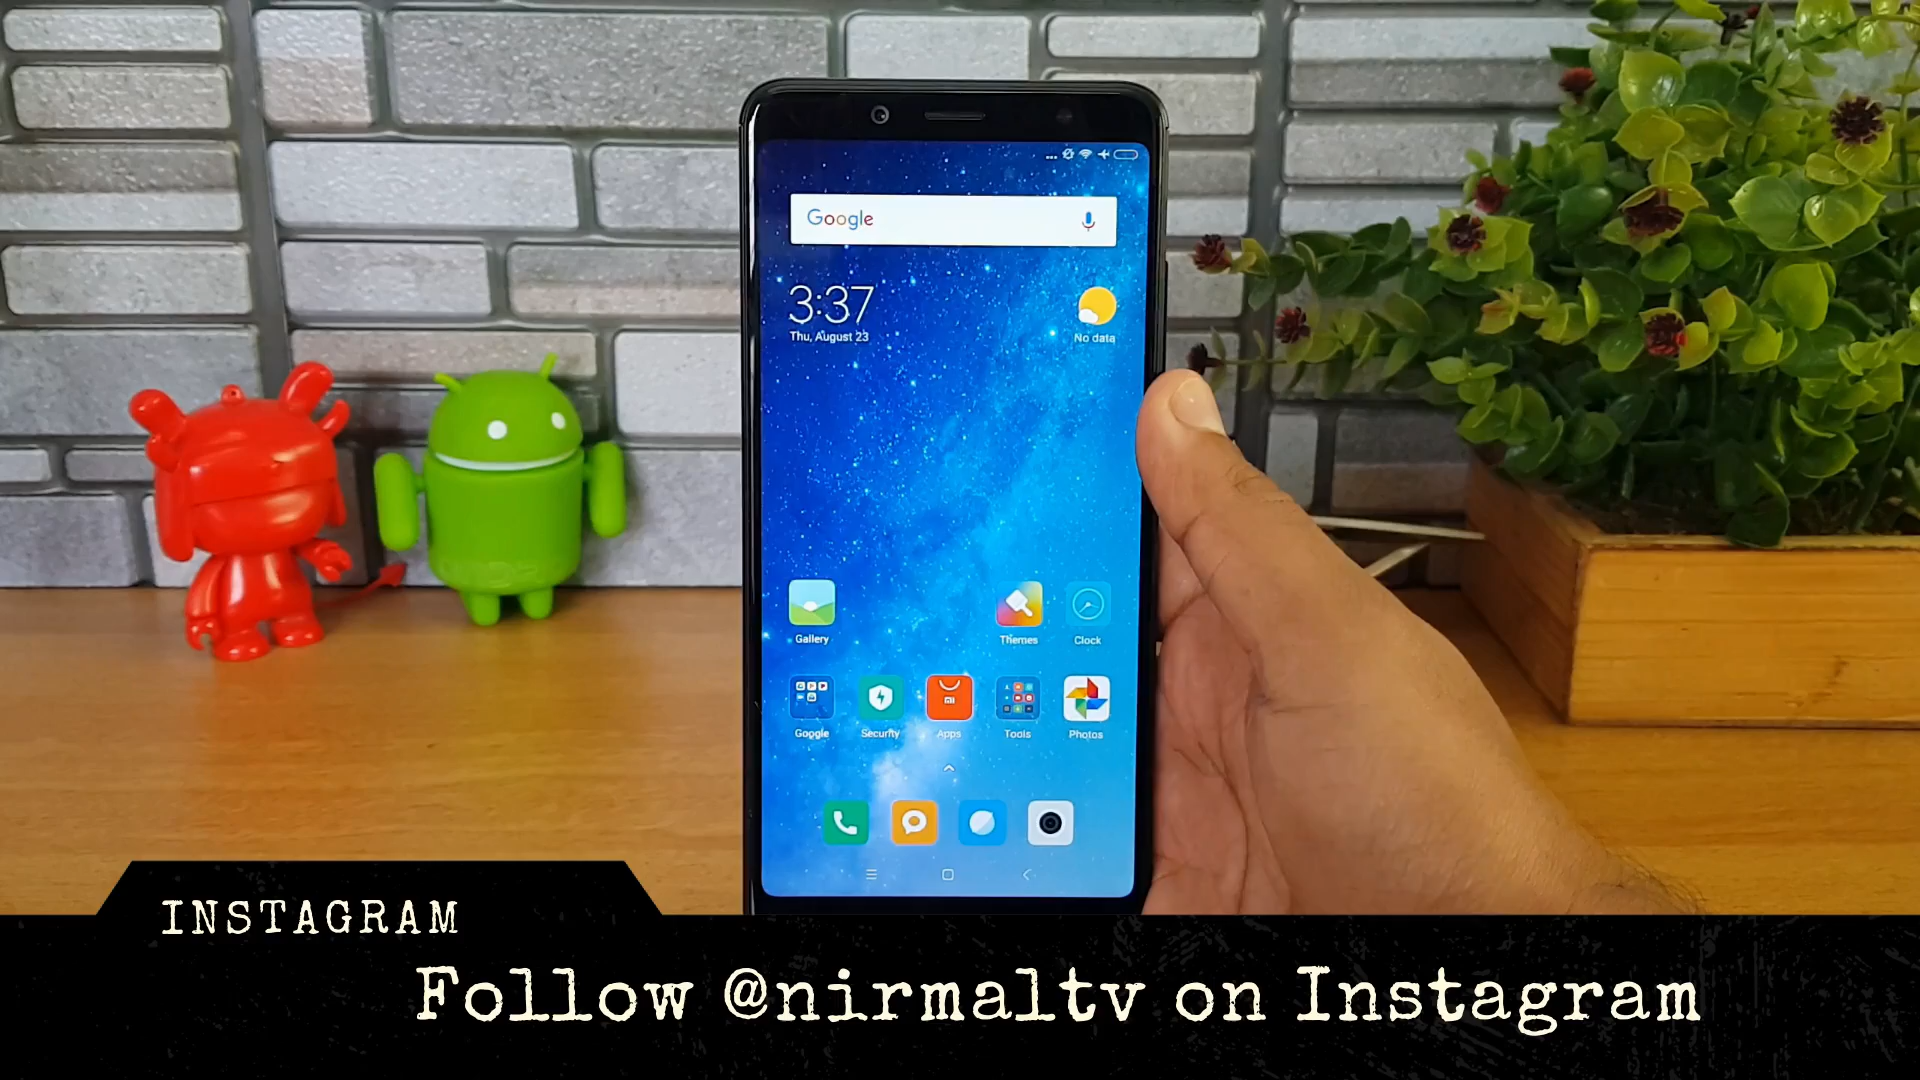 Google
3:37
Thu, August 23
No data
Gallery
Themes
Clock
Google
Security
mi
Apps
Tools
Photos
INSTAGRAM
Follow @nirmaltv on Instagram